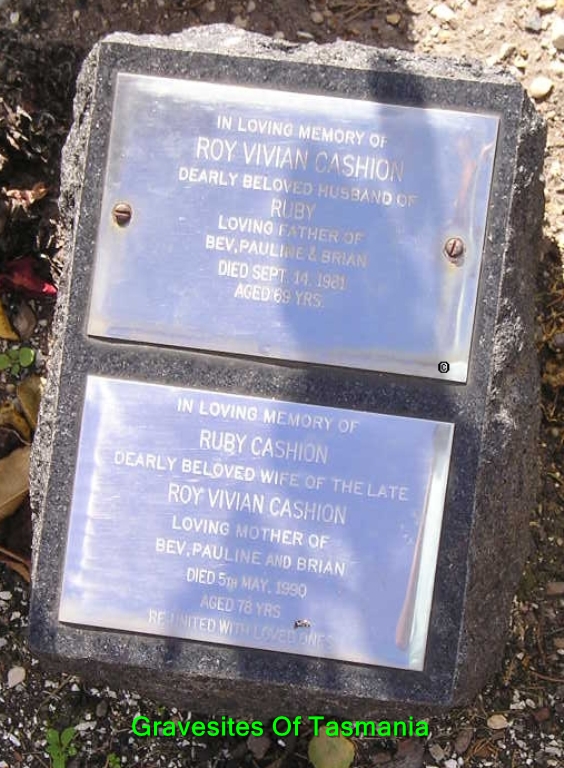 IN LOVING MEMORY OF
ROY VIVIAN CASHION
DEARLY BELOVED HUSBAND OF
RUBY
LOVING FATHER OF
BEV, PAULINE & BRIAN
DIED SEPT. 14, 1981
AGED 69 YRS.
©
IN LOVING MEMORY OF
RUBY CASHION
DEARLY BELOVED WIFE OF THE LATE
ROY VIVIAN CASHION
LOVING MOTHER OF
BEV, PAULINE AND BRIAN
DIED 5TH MAY, 1990
AGED 78 YRS
RE-UNITED WITH LOVED ONES
Gravesites Of Tasmania